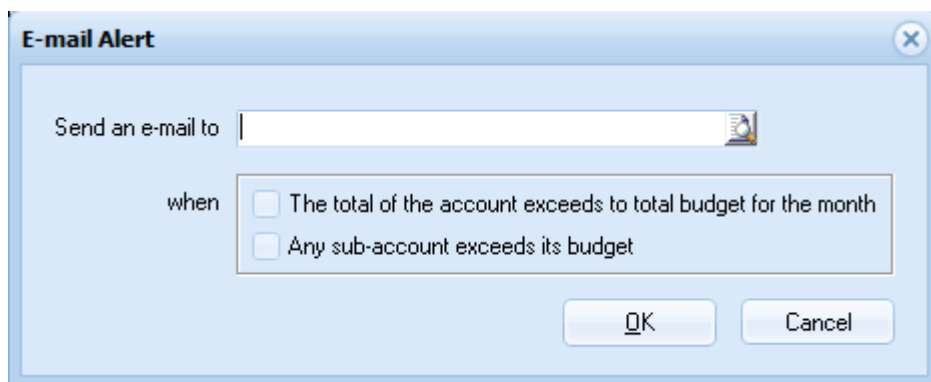 E-mail Alert
Send an e-mail to
when
The total of the account exceeds to total budget for the month
Any sub-account exceeds its budget
OK Cancel